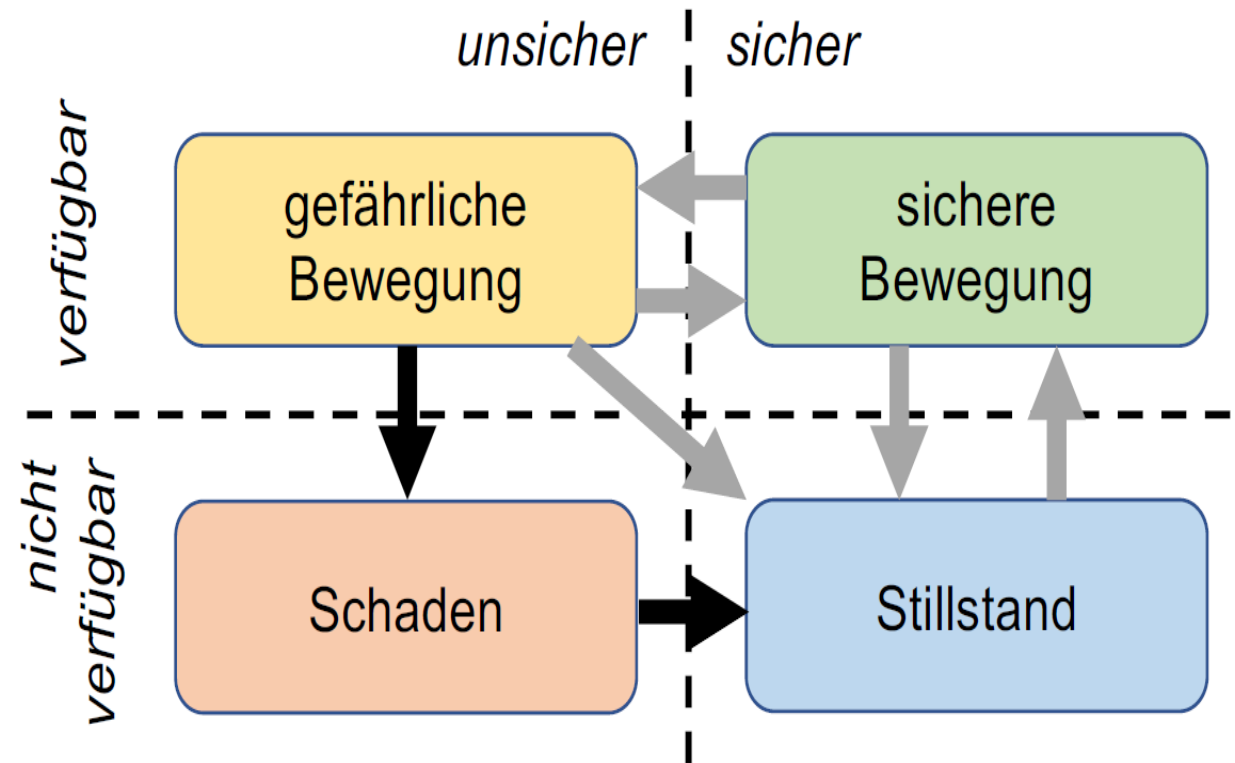 unsicher
sicher
verfügbar
gefährliche
Bewegung
sichere
Bewegung
nicht
verfügbar
Schaden
Stillstand